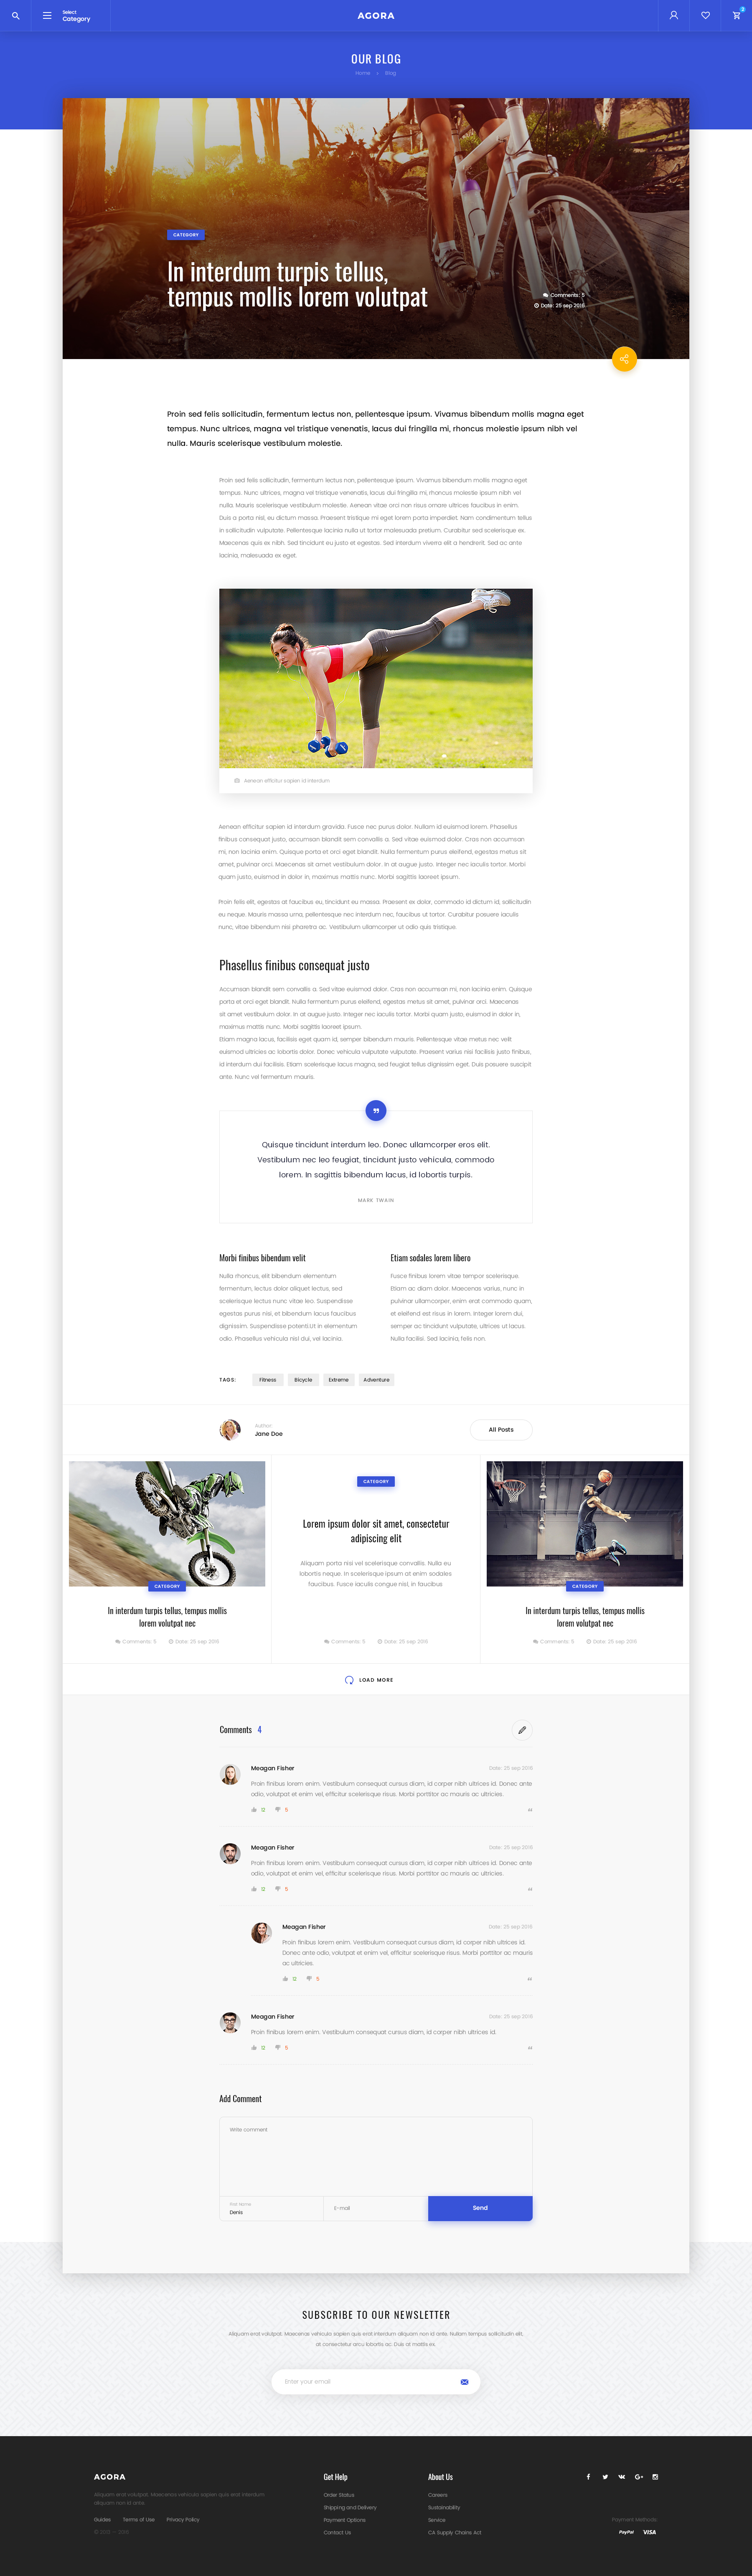 Select
Category
AGORA
3
OUR BLOG
Home
Blog
CATEGORY
In interdum turpis tellus,
tempus mollis lorem volutpat
Comments: 5
Date: 25 sep 2016
Proin sed felis sollicitudin, fermentum lectus non, pellentesque ipsum. Vivamus bibendum mollis magna eget
tempus. Nunc ultrices, magna vel tristique venenatis, lacus dui fringilla mi, rhoncus molestie ipsum nibh vel
nulla. Mauris scelerisque vestibulum molestie.
Proin sed felis sollicitudin, fermentum lectus non, pellentesque ipsum. Vivamus bibendum mollis magna eget
tempus. Nunc ultrices, magna vel tristique venenatis, lacus dui fringilla mi, rhoncus molestie ipsum nibh vel
nulla. Mauris scelerisque vestibulum molestie. Aenean vitae orci non risus ornare ultrices faucibus in enim.
Duis a porta nisl, eu dictum massa. Praesent tristique mi eget lorem porta imperdiet. Nam condimentum tellus
in sollicitudin vulputate. Pellentesque lacinia nulla ut tortor malesuada pretium. Curabitur sed scelerisque ex.
Maecenas quis ex nibh. Sed tincidunt eu justo et egestas. Sed interdum viverra elit a hendrerit. Sed ac ante
lacinia, malesuada ex eget.
Aenean efficitur sapien id interdum
Aenean efficitur sapien id interdum gravida. Fusce nec purus dolor. Nullam id euismod lorem. Phasellus
finibus consequat justo, accumsan blandit sem convallis a. Sed vitae euismod dolor. Cras non accumsan
mi, non lacinia enim. Quisque porta et orci eget blandit. Nulla fermentum purus eleifend, egestas metus sit
amet, pulvinar orci. Maecenas sit amet vestibulum dolor. In at augue justo. Integer nec iaculis tortor. Morbi
quam justo, euismod in dolor in, maximus mattis nunc. Morbi sagittis laoreet ipsum.
Proin felis elit, egestas at faucibus eu, tincidunt eu massa. Praesent ex dolor, commodo id dictum id, sollicitudin
eu neque. Mauris massa urna, pellentesque nec interdum nec, faucibus ut tortor. Curabitur posuere iaculis
nunc, vitae bibendum nisi pharetra ac. Vestibulum ullamcorper ut odio quis tristique.
Phasellus finibus consequat justo
Accumsan blandit sem convallis a. Sed vitae euismod dolor. Cras non accumsan mi, non lacinia enim. Quisque
porta et orci eget blandit. Nulla fermentum purus eleifend, egestas metus sit amet, pulvinar orci. Maecenas
sit amet vestibulum dolor. In at augue justo. Integer nec iaculis tortor. Morbi quam justo, euismod in dolor in,
maximus mattis nunc. Morbi sagittis laoreet ipsum.
Etiam magna lacus, facilisis eget quam id, semper bibendum mauris. Pellentesque vitae metus nec velit
euismod ultricies ac lobortis dolor. Donec vehicula vulputate vulputate. Praesent varius nisi facilisis justo finibus,
id interdum dui facilisis. Etiam scelerisque lacus magna, sed feugiat tellus dignissim eget. Duis posuere suscipit
ante. Nunc vel fermentum mauris.
Quisque tincidunt interdum leo. Donec ullamcorper eros elit.
Vestibulum nec leo feugiat, tincidunt justo vehicula, commodo
lorem. In sagittis bibendum lacus, id lobortis turpis.
MARK TWAIN
Morbi finibus bibendum velit
Nulla rhoncus, elit bibendum elementum
fermentum, lectus dolor aliquet lectus, sed
scelerisque lectus nunc vitae leo. Suspendisse
egestas purus nisi, et bibendum lacus faucibus
dignissim. Suspendisse potenti.Ut in elementum
odio. Phasellus vehicula nisl dui, vel lacinia.
Etiam sodales lorem libero
Fusce finibus lorem vitae tempor scelerisque.
Etiam ac diam dolor. Maecenas varius, nunc in
pulvinar ullamcorper, enim erat commodo quam,
et eleifend est risus in lorem. Integer lorem dui,
semper ac tincidunt vulputate, ultrices ut lacus.
Nulla facilisi. Sed lacinia, felis non.
TAGS:
Fitness
Bicycle
Extreme
Adventure
Author:
Jane Doe
All Posts
CATEGORY
In interdum turpis tellus, tempus mollis
lorem volutpat nec
Comments: 5
Date: 25 sep 2016
CATEGORY
Lorem ipsum dolor sit amet, consectetur
adipiscing elit
Aliquam porta nisi vel scelerisque convallis. Nulla eu
lobortis neque. In scelerisque ipsum at enim sodales
faucibus. Fusce iaculis congue nisl, in faucibus
Comments: 5
Date: 25 sep 2016
CATEGORY
In interdum turpis tellus, tempus mollis
lorem volutpat nec
Comments: 5
Date: 25 sep 2016
LOAD MORE
Comments 4
Meagan Fisher
Date: 25 sep 2016
Proin finibus lorem enim. Vestibulum consequat cursus diam, id corper nibh ultrices id. Donec ante
odio, volutpat et enim vel, efficitur scelerisque risus. Morbi porttitor ac mauris ac ultricies.
12
5
Meagan Fisher
Date: 25 sep 2016
Proin finibus lorem enim. Vestibulum consequat cursus diam, id corper nibh ultrices id. Donec ante
odio, volutpat et enim vel, efficitur scelerisque risus. Morbi porttitor ac mauris ac ultricies.
12
5
Meagan Fisher
Date: 25 sep 2016
Proin finibus lorem enim. Vestibulum consequat cursus diam, id corper nibh ultrices id.
Donec ante odio, volutpat et enim vel, efficitur scelerisque risus. Morbi porttitor ac mauris
ac ultricies.
12
5
Meagan Fisher
Date: 25 sep 2016
Proin finibus lorem enim. Vestibulum consequat cursus diam, id corper nibh ultrices id.
12
5
Add Comment
Write comment
Denis
E-mail
Send
SUBSCRIBE TO OUR NEWSLETTER
Aliquam erat volutpat. Maecenas vehicula sapien quis erat interdum aliquam non id ante. Nullam tempus sollicitudin elit,
at consectetur arcu lobortis ac. Duis at mattis ex.
Enter your email
AGORA
Aliquam erat volutpat. Maecenas vehicula sapien quis erat interdum
aliquam non id ante.
Guides
Terms of Use
Privacy Policy
Get Help
Order Status
Shipping and Delivery
Payment Options
Contact Us
About Us
Careers
Sustainability
Service
CA Supply Chains Act
Payment Methods:
PayPal
VISA